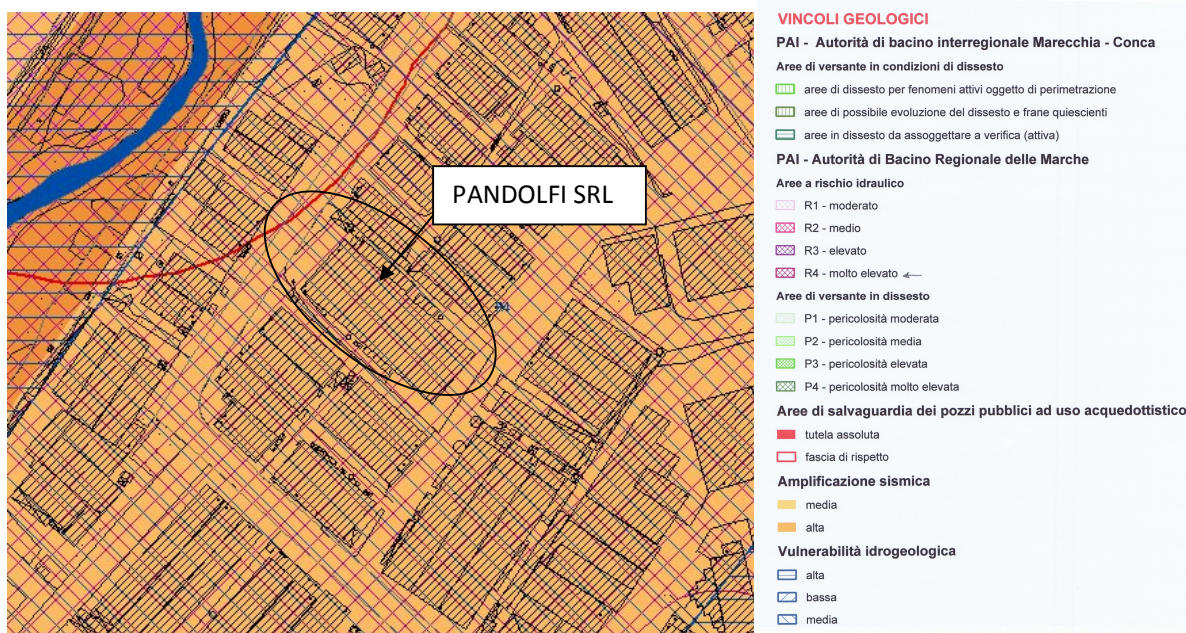 PANDOLFI SRL
R4
VINCOLI GEOLOGICI
PAI - Autorità di bacino interregionale Marecchia - Conca
Aree di versante in condizioni di dissesto
aree di dissesto per fenomeni attivi oggetto di perimetrazione
aree di possibile evoluzione del dissesto e frane quiescienti
aree in dissesto da assoggettare a verifica (attiva)
PAI - Autorità di Bacino Regionale delle Marche
Aree a rischio idraulico
R1 - moderato
R2 - medio
R3 - elevato
R4 - molto elevato
Aree di versante in dissesto
P1 - pericolosità moderata
P2 - pericolosità media
P3 - pericolosità elevata
P4 - pericolosità molto elevata
Aree di salvaguardia dei pozzi pubblici ad uso acquedottistico
tutela assoluta
fascia di rispetto
Amplificazione sismica
media
alta
Vulnerabilità idrogeologica
alta
bassa
media